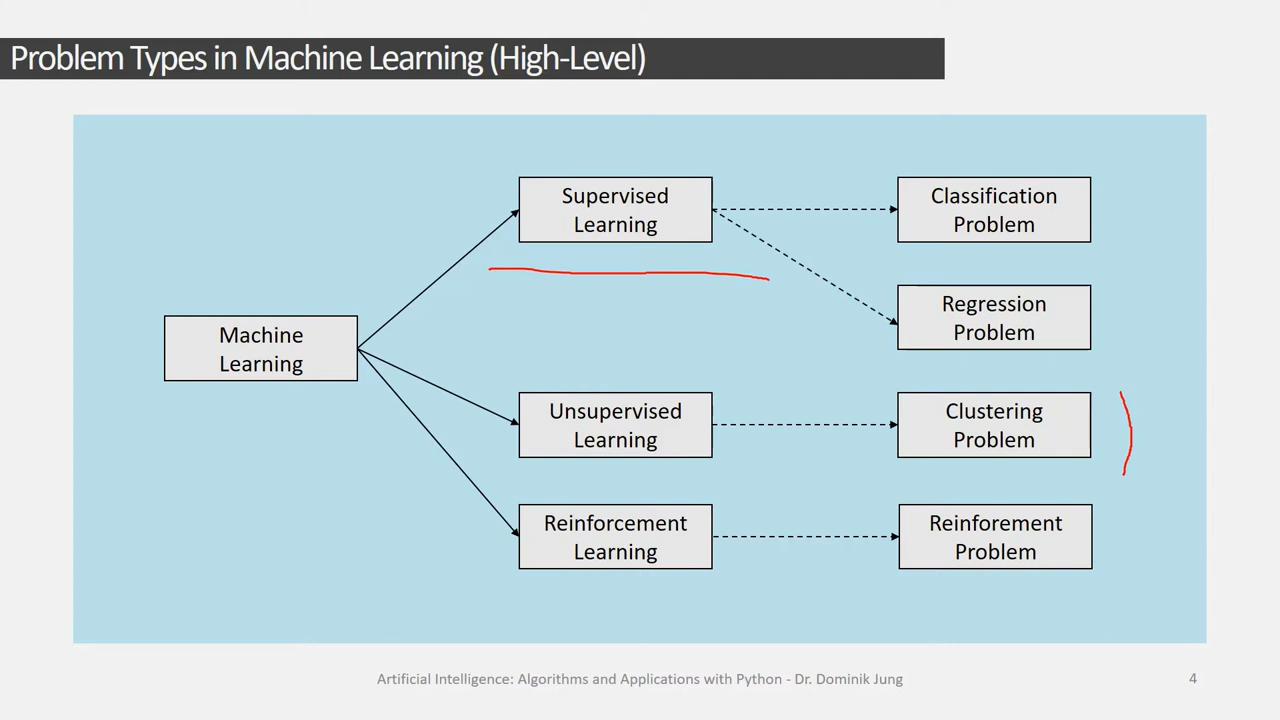 Problem Types in Machine Learning (High-Level)
Supervised
Learning
Classification
Problem
Regression
Problem
Machine
Learning
Unsupervised
Learning
Clustering
Problem
Reinforcement
Learning
Reinforement
Problem
Artificial Intelligence: Algorithms and Applications with Python - Dr. Dominik Jung
4